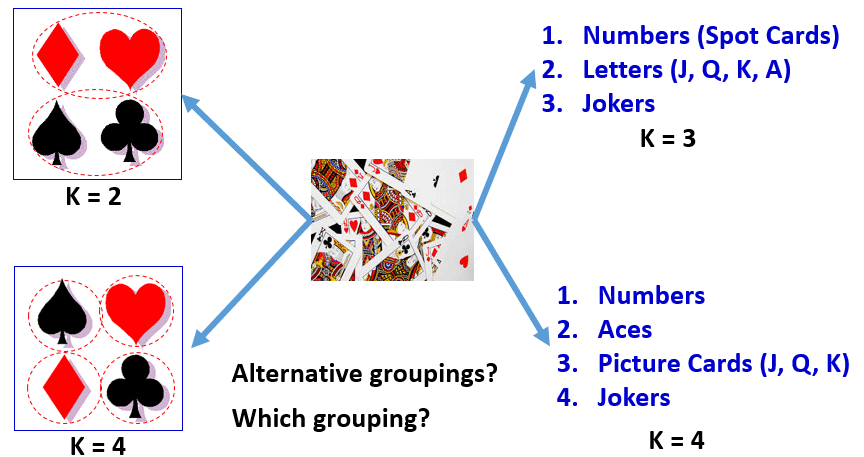 K = 2
1. Numbers (Spot Cards)
2. Letters (J, Q, K, A)
3. Jokers
K = 3
K = 4
Alternative groupings?
Which grouping?
1. Numbers
2. Aces
3. Picture Cards (J, Q, K)
4. Jokers
K = 4